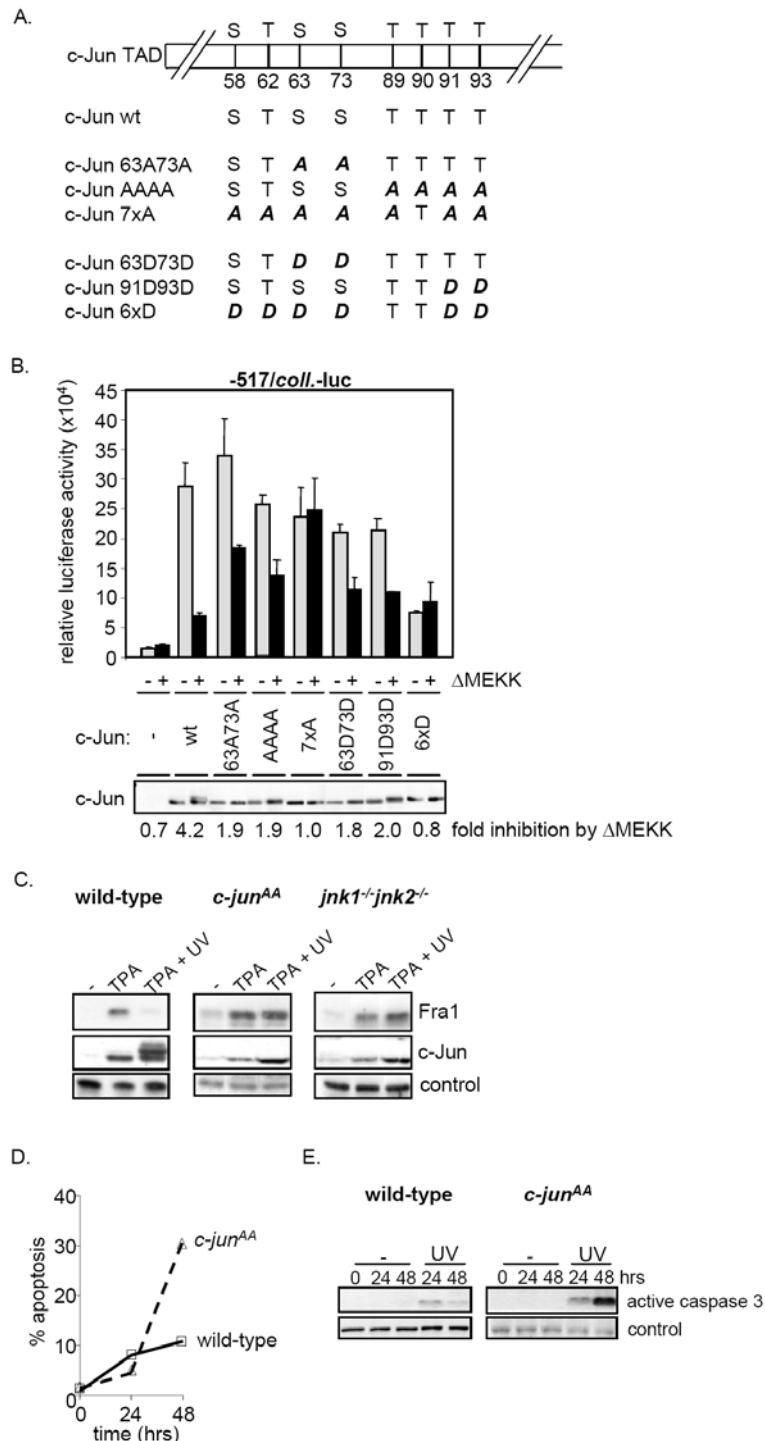 A.
S T S S T T T T
c-Jun TAD
58 62 63 73 89 90 91 93
c-Jun wt S T S S T T T T
c-Jun 63A73A S T A A T T T T
c-Jun AAAA S T S S A A A A
c-Jun 7xA A A A A A T A A
c-Jun 63D73D S T D D T T T T
c-Jun 91D93D S T S S T T D D
c-Jun 6xD D D D D T T D D
B.
-517/coll.-luc
relative luciferase activity (x10⁴)
45
40
35
30
25
20
15
10
5
0
- + - + - + - + - + - + - + - + ΔMEKK
c-Jun: - wt 63A73A AAAA 7xA 63D73D 91D93D 6xD
c-Jun
0.7 4.2 1.9 1.9 1.0 1.8 2.0 0.8 fold inhibition by ΔMEKK
C.
wild-type c-junᴬᴬ jnk1⁻/⁻jnk2⁻/⁻
- TPA TPA + UV - TPA TPA + UV - TPA TPA + UV
Fra1
c-Jun
control
D.
% apoptosis
40
30
20
10
0
c-junᴬᴬ
wild-type
0 24 48
time (hrs)
E.
wild-type c-junᴬᴬ
- UV - UV
0 24 48 24 48 0 24 48 24 48 hrs
active caspase 3
control